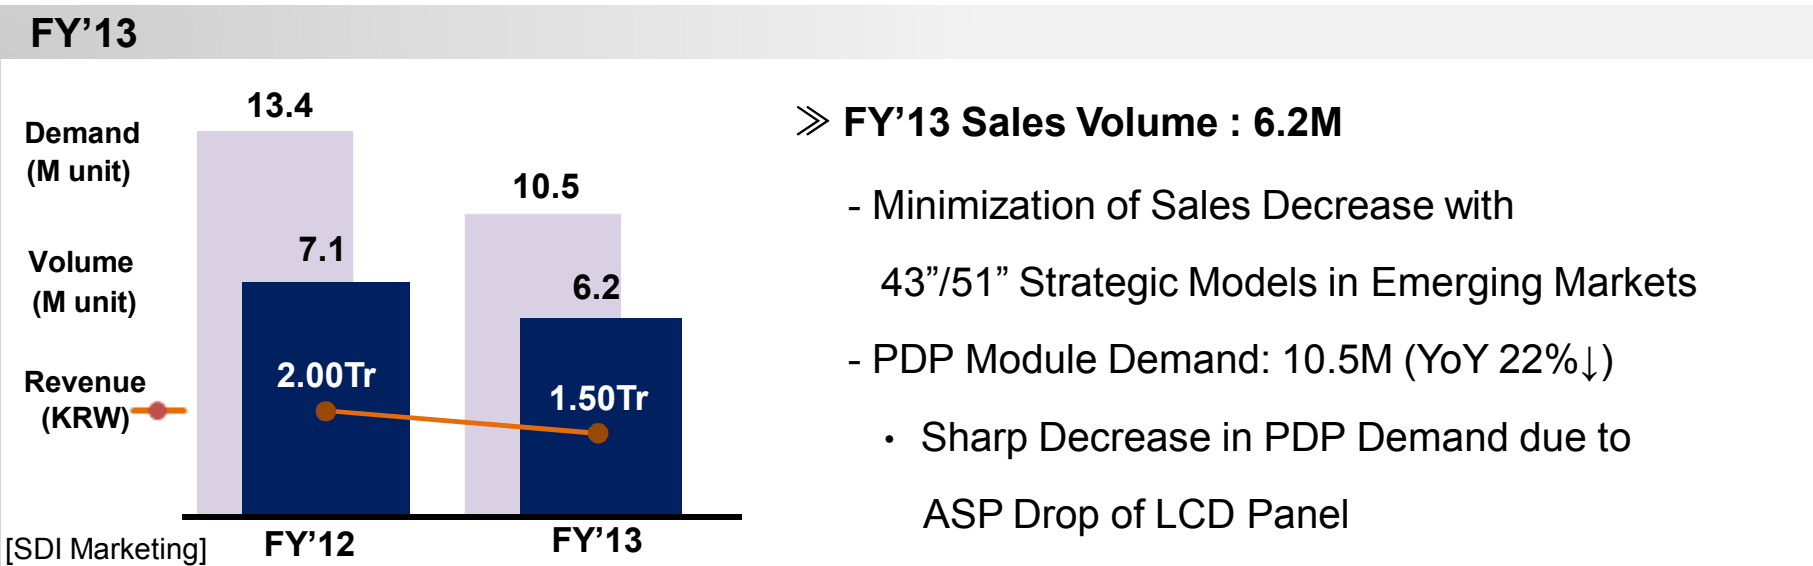 FY’13
Demand
(M unit)
Volume
(M unit)
Revenue
(KRW)
13.4
7.1
2.00Tr
10.5
6.2
1.50Tr
FY’12
FY’13
[SDI Marketing]
≫ FY’13 Sales Volume : 6.2M
- Minimization of Sales Decrease with
43”/51” Strategic Models in Emerging Markets
- PDP Module Demand: 10.5M (YoY 22%↓)
• Sharp Decrease in PDP Demand due to
ASP Drop of LCD Panel